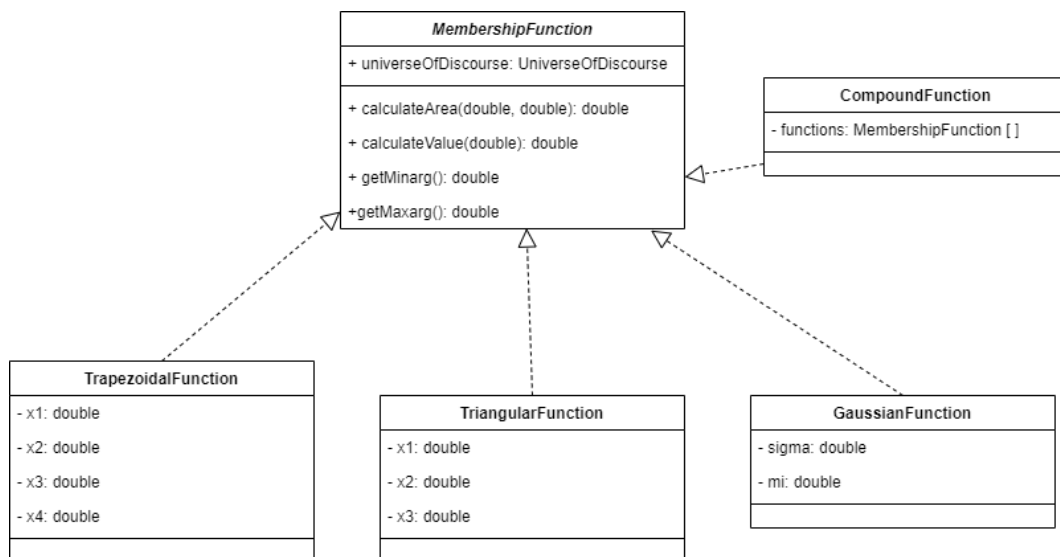 MembershipFunction
+ universeOfDiscourse: UniverseOfDiscourse
+ calculateArea(double, double): double
+ calculateValue(double): double
+ getMinarg(): double
+getMaxarg(): double
CompoundFunction
- functions: MembershipFunction [ ]
TrapezoidalFunction
- x1: double
- x2: double
- x3: double
- x4: double
TriangularFunction
- x1: double
- x2: double
- x3: double
GaussianFunction
- sigma: double
- mi: double